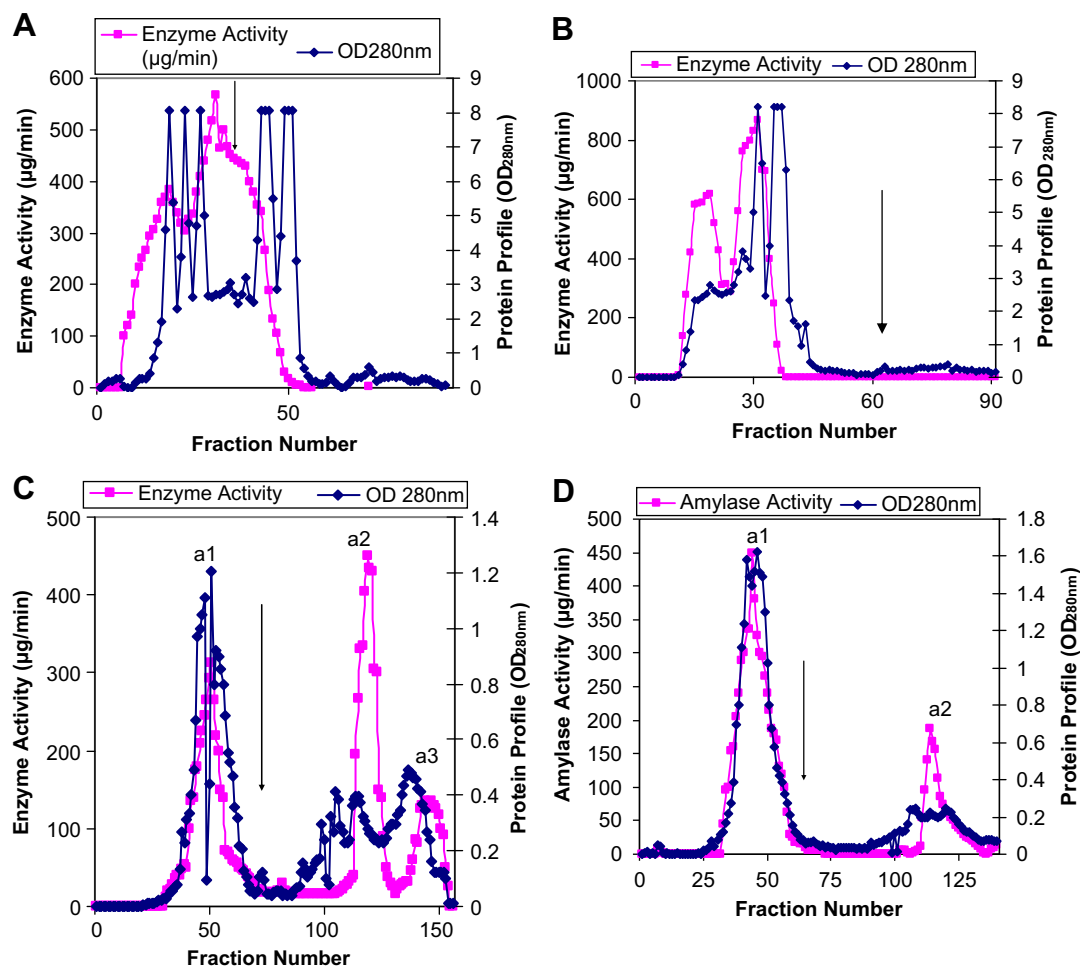 A
Enzyme Activity
(µg/min)
OD280nm
600
500
400
300
200
100
0
9
8
7
6
5
4
3
2
1
0
0
50
Enzyme Activity (µg/min)
Protein Profile (OD280nm)
Fraction Number
B
Enzyme Activity
OD 280nm
1000
800
600
400
200
0
9
8
7
6
5
4
3
2
1
0
0
30
60
90
Enzyme Activity (µg/min)
Protein Profile (OD280nm)
Fraction Number
C
Enzyme Activity
OD 280nm
500
400
300
200
100
0
1.4
1.2
1
0.8
0.6
0.4
0.2
0
0
50
100
150
a1
a2
a3
Enzyme Activity (µg/min)
Protein Profile (OD280nm)
Fraction Number
D
Amylase Activity
OD280nm
500
450
400
350
300
250
200
150
100
50
0
1.8
1.6
1.4
1.2
1
0.8
0.6
0.4
0.2
0
0
25
50
75
100
125
a1
a2
Amylase Activity (µg/min)
Protein Profile (OD280nm)
Fraction Number